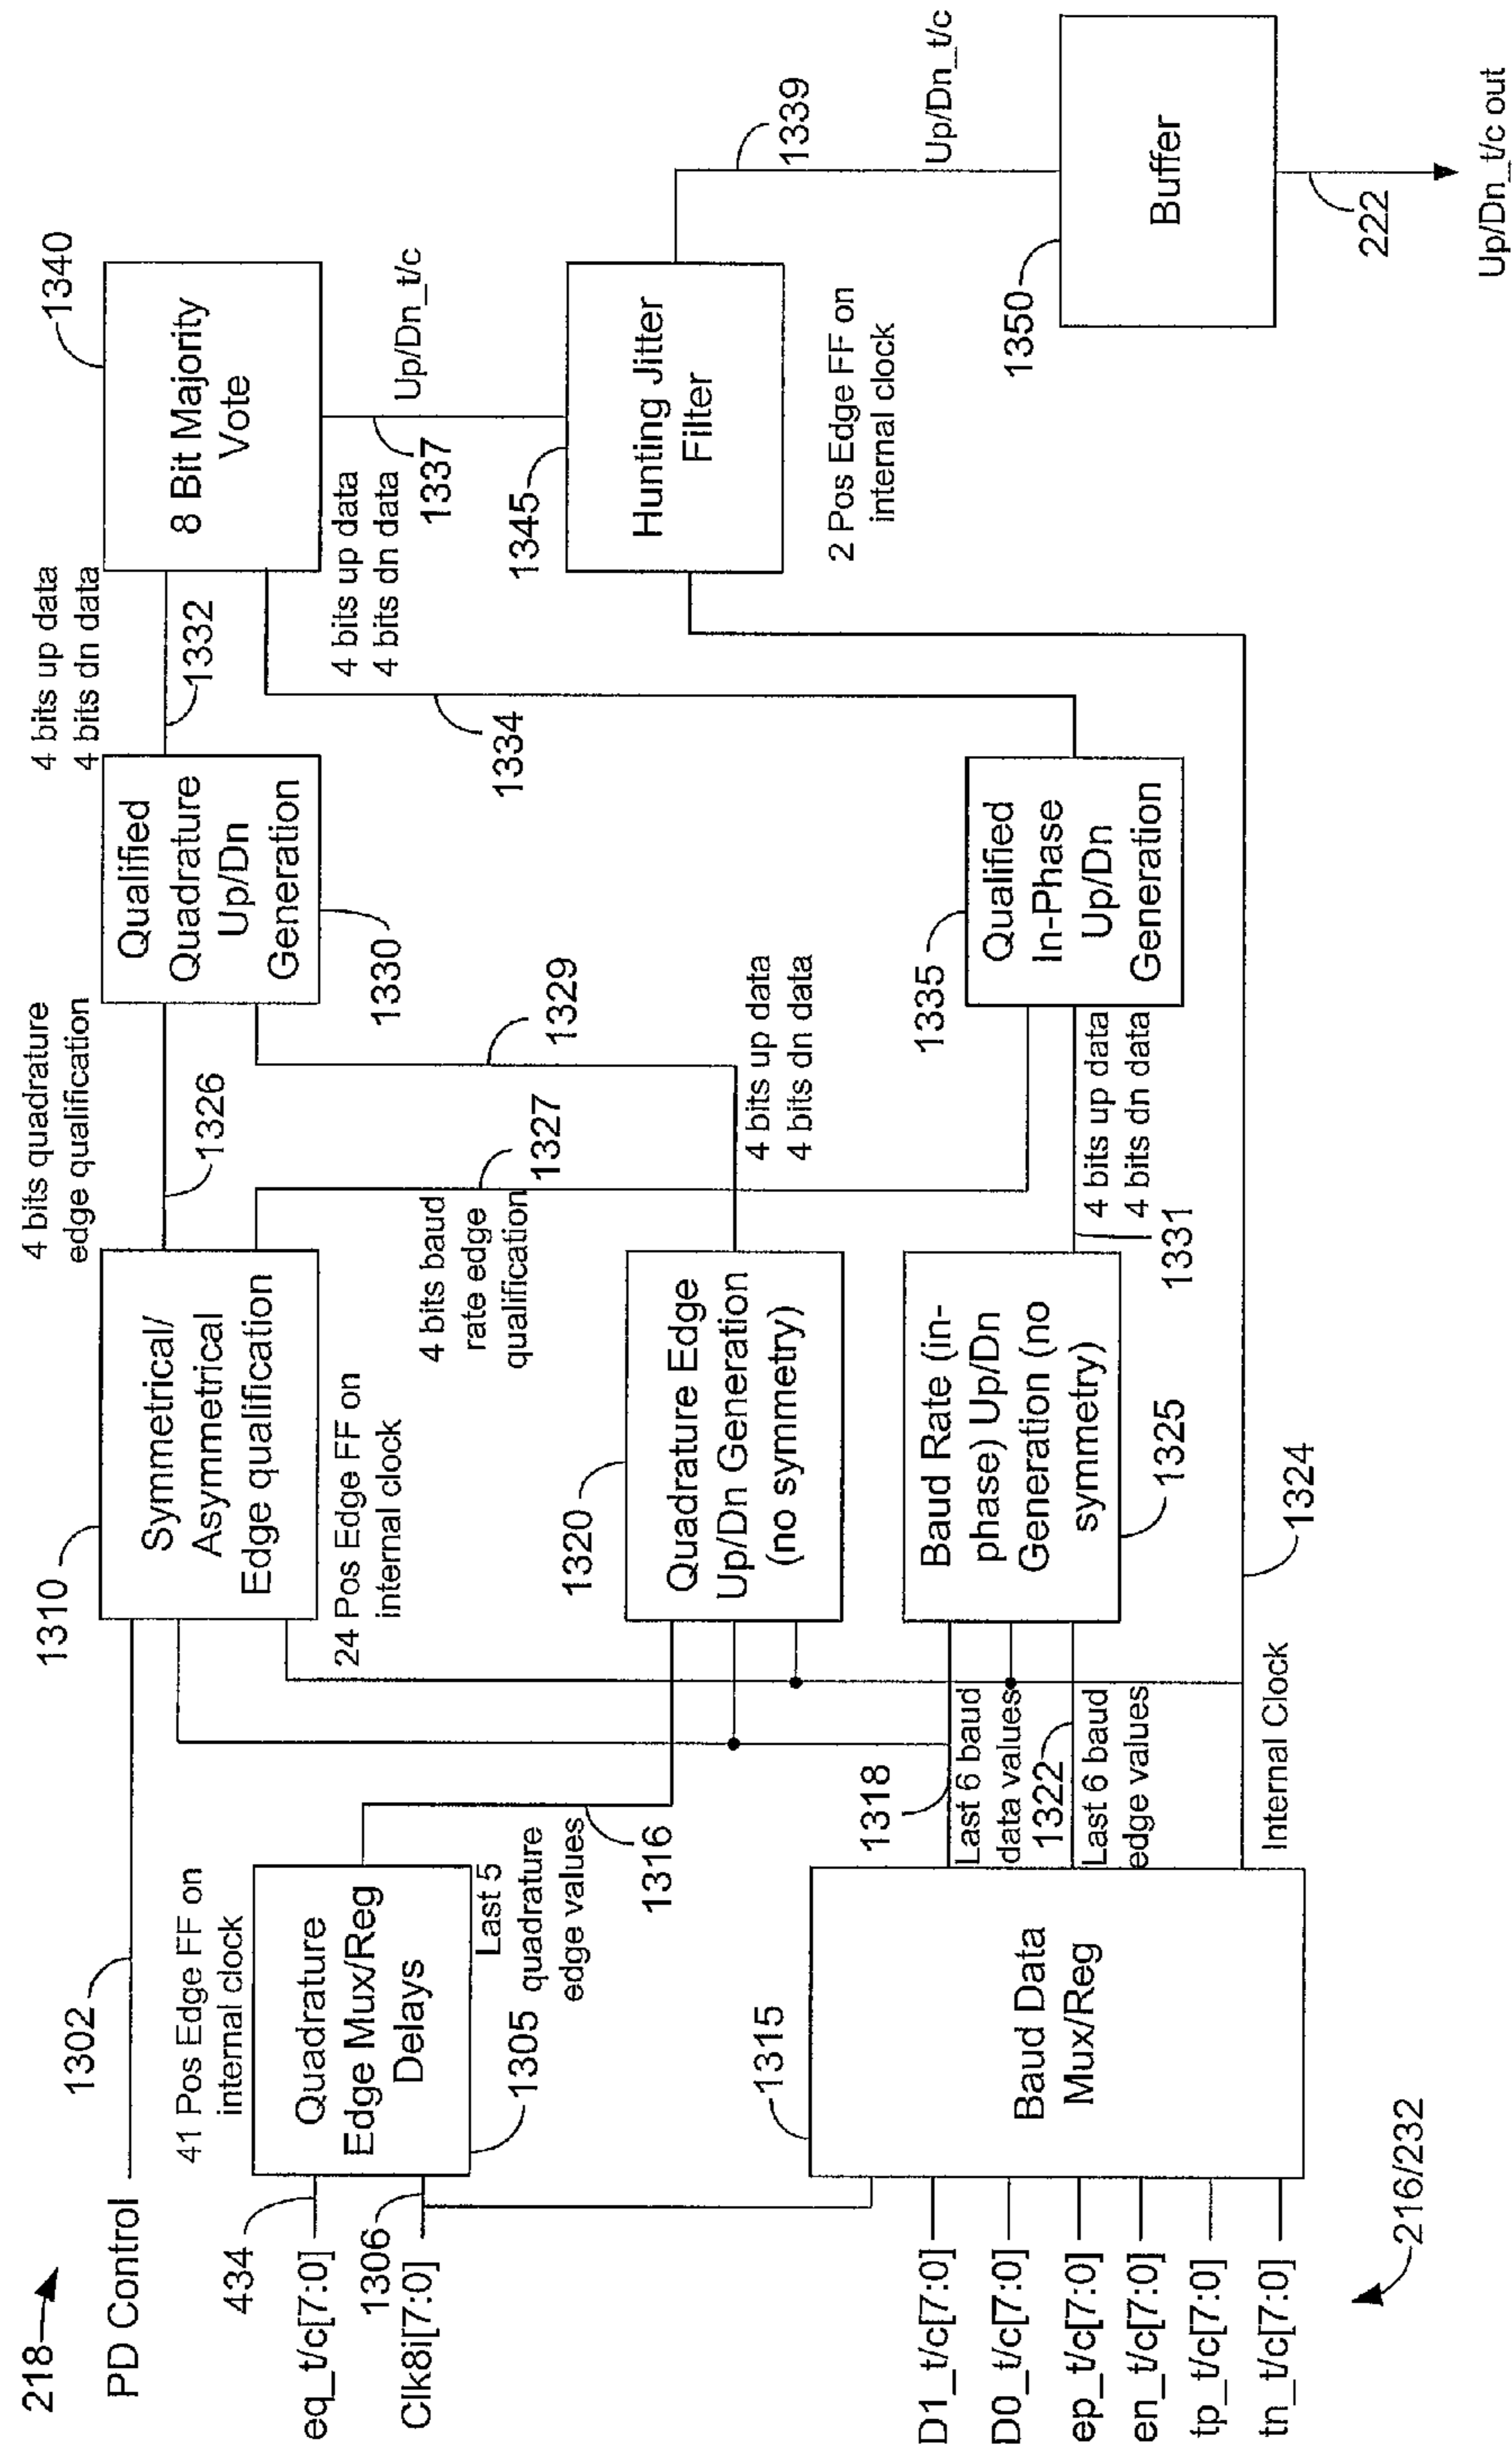 218
PD Control
1302
1310
Symmetrical/
Asymmetrical
Edge qualification
4 bits quadrature
edge qualification
1326
Qualified
Quadrature
Up/Dn
Generation
1330
4 bits up data
4 bits dn data
1332
8 Bit Majority
Vote
1340
41 Pos Edge FF on
internal clock
24 Pos Edge FF on
internal clock
4 bits baud
rate edge
qualification
1327
1329
1334
4 bits up data
4 bits dn data
1337
Up/Dn_t/c
434
eq_t/c[7:0]
1306
Clk8i[7:0]
Quadrature
Edge Mux/Reg
Delays
1305
Last 5
quadrature
edge values
1316
1320
Quadrature Edge
Up/Dn Generation
(no symmetry)
4 bits up data
4 bits dn data
1345
Hunting Jitter
Filter
2 Pos Edge FF on
internal clock
1339
Up/Dn_t/c
1315
Baud Data
Mux/Reg
D1_t/c[7:0]
D0_t/c[7:0]
ep_t/c[7:0]
en_t/c[7:0]
tp_t/c[7:0]
tn_t/c[7:0]
216/232
1318
Last 6 baud
data values
1322
Last 6 baud
edge values
Internal Clock
1324
Baud Rate (in-
phase) Up/Dn
Generation (no
symmetry)
1325
1331
4 bits up data
4 bits dn data
1335
Qualified
In-Phase
Up/Dn
Generation
1350
Buffer
222
Up/Dn_t/c out